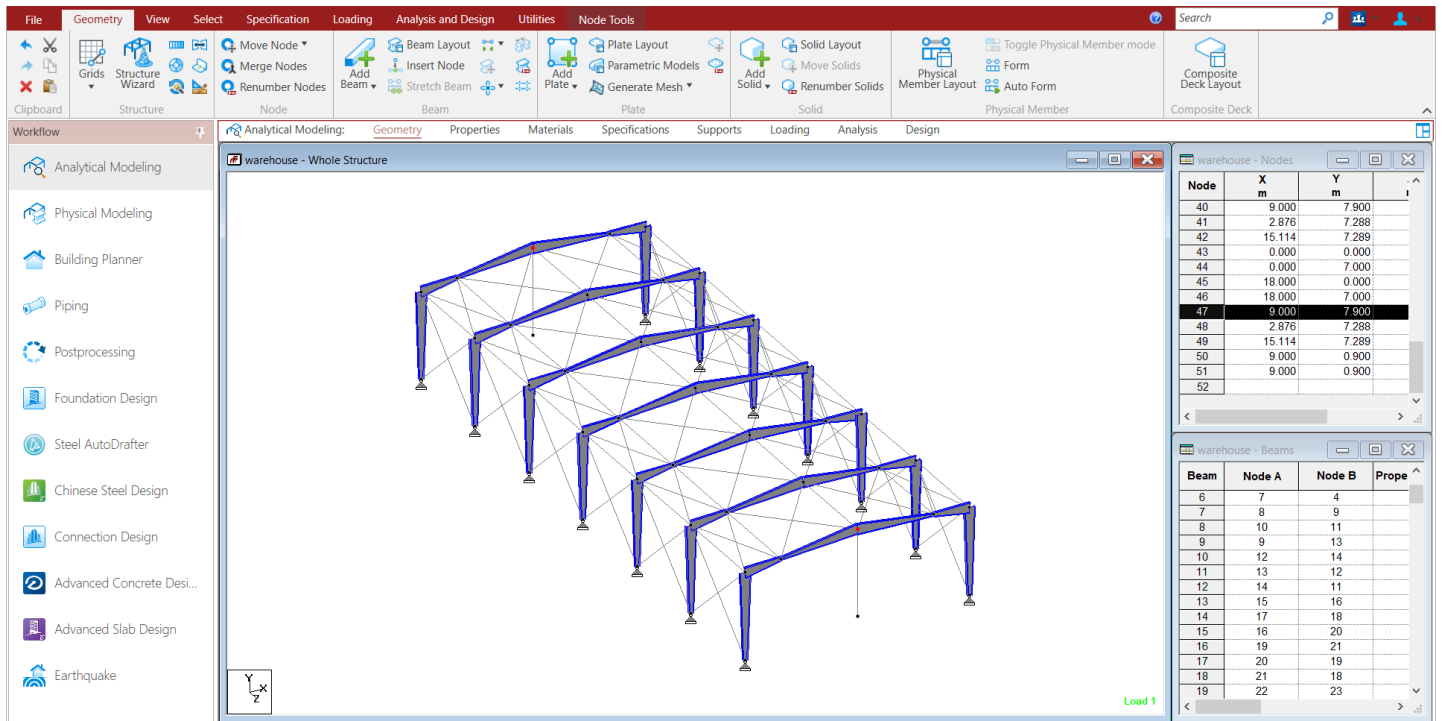 File Geometry View Select Specification Loading Analysis and Design Utilities Node Tools Search
Move Node Beam Layout Plate Layout Solid Layout Toggle Physical Member mode
Merge Nodes Insert Node Parametric Models Move Solids Form
Renumber Nodes Stretch Beam Generate Mesh Renumber Solids Auto Form
Grids
Structure
Wizard
Add
Beam
Add
Plate
Add
Solid
Physical
Member Layout
Composite
Deck Layout
Clipboard Structure Node Beam Plate Solid Physical Member Composite Deck
Workflow
Analytical Modeling: Geometry Properties Materials Specifications Supports Loading Analysis Design
Analytical Modeling
Physical Modeling
Building Planner
Piping
Postprocessing
Foundation Design
Steel AutoDrafter
Chinese Steel Design
Connection Design
Advanced Concrete Desi...
Advanced Slab Design
Earthquake
warehouse - Whole Structure
Y
X
Z
Load 1
warehouse - Nodes
Node X Y
m m
40 9.000 7.900
41 2.876 7.288
42 15.114 7.289
43 0.000 0.000
44 0.000 7.000
45 18.000 0.000
46 18.000 7.000
47 9.000 7.900
48 2.876 7.288
49 15.114 7.289
50 9.000 0.900
51 9.000 0.900
52
warehouse - Beams
Beam Node A Node B Prope
6 7 4
7 8 9
8 10 11
9 9 13
10 12 14
11 13 12
12 14 11
13 15 16
14 17 18
15 16 20
16 19 21
17 20 19
18 21 18
19 22 23